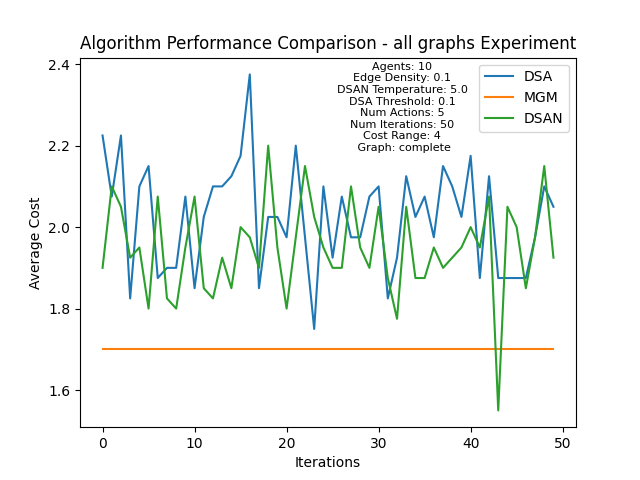 Algorithm Performance Comparison - all graphs Experiment
Agents: 10
Edge Density: 0.1
DSAN Temperature: 5.0
DSA Threshold: 0.1
Num Actions: 5
Num Iterations: 50
Cost Range: 4
Graph: complete
DSA
MGM
DSAN
Average Cost
2.4
2.2
2.0
1.8
1.6
0
10
20
30
40
50
Iterations